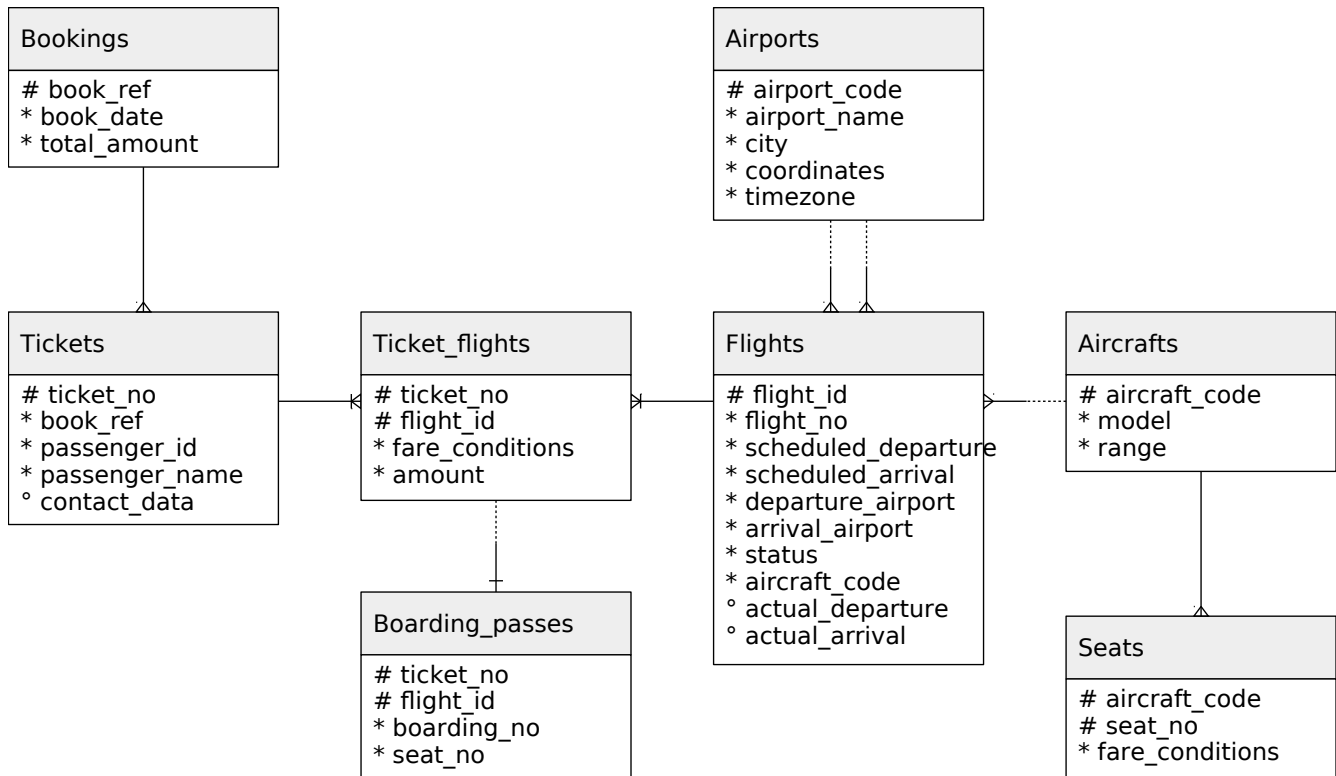 Bookings
# book_ref
* book_date
* total_amount
Airports
# airport_code
* airport_name
* city
* coordinates
* timezone
Tickets
# ticket_no
* book_ref
* passenger_id
* passenger_name
° contact_data
Ticket_flights
# ticket_no
# flight_id
* fare_conditions
* amount
Flights
# flight_id
* flight_no
* scheduled_departure
* scheduled_arrival
* departure_airport
* arrival_airport
* status
* aircraft_code
° actual_departure
° actual_arrival
Aircrafts
# aircraft_code
* model
* range
Boarding_passes
# ticket_no
# flight_id
* boarding_no
* seat_no
Seats
# aircraft_code
# seat_no
* fare_conditions